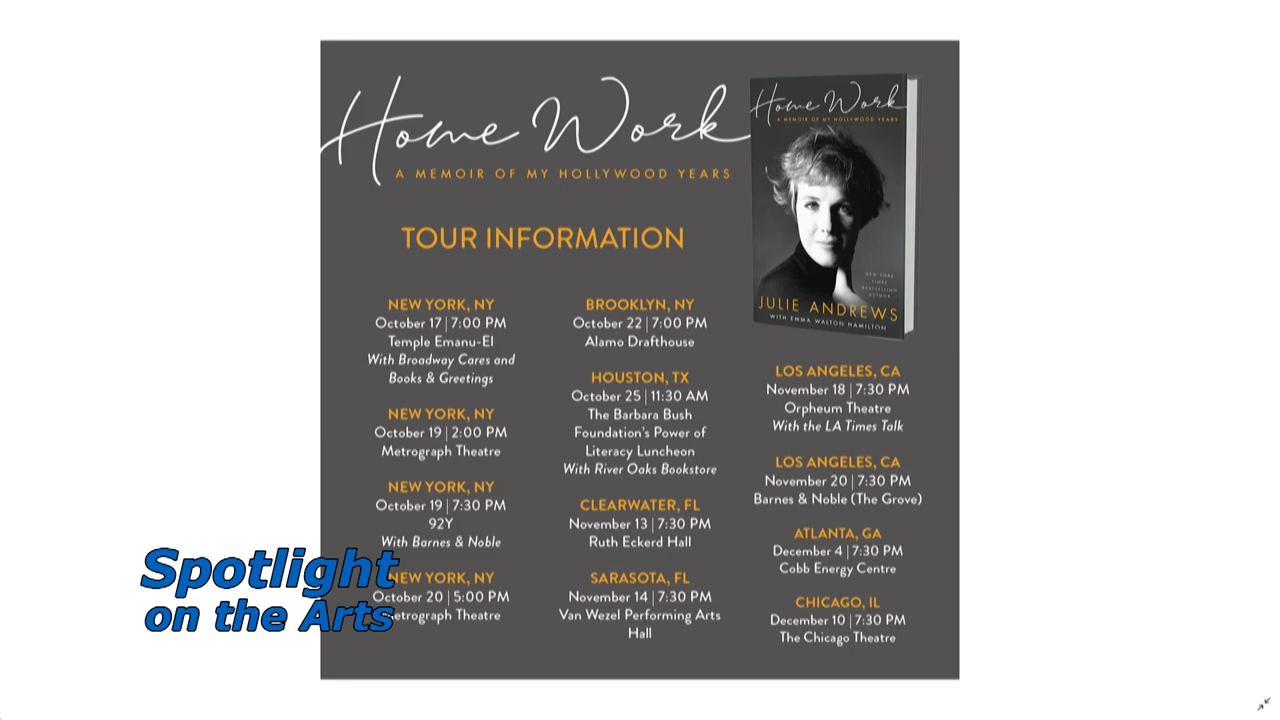 Home Work
A MEMOIR OF MY HOLLYWOOD YEARS
TOUR INFORMATION
NEW YORK, NY
October 17 | 7:00 PM
Temple Emanu-El
With Broadway Cares and
Books & Greetings
NEW YORK, NY
October 19 | 2:00 PM
Metrograph Theatre
NEW YORK, NY
October 19 | 7:30 PM
92Y
With Barnes & Noble
NEW YORK, NY
October 20 | 5:00 PM
Metrograph Theatre
BROOKLYN, NY
October 22 | 7:00 PM
Alamo Drafthouse
HOUSTON, TX
October 25 | 11:30 AM
The Barbara Bush
Foundation's Power of
Literacy Luncheon
With River Oaks Bookstore
CLEARWATER, FL
November 13 | 7:30 PM
Ruth Eckerd Hall
SARASOTA, FL
November 14 | 7:30 PM
Van Wezel Performing Arts
Hall
Home Work
A MEMOIR OF MY HOLLYWOOD YEARS
NEW YORK
TIMES
BESTSELLING
AUTHOR
JULIE ANDREWS
WITH EMMA WALTON HAMILTON
LOS ANGELES, CA
November 18 | 7:30 PM
Orpheum Theatre
With the LA Times Talk
LOS ANGELES, CA
November 20 | 7:30 PM
Barnes & Noble (The Grove)
ATLANTA, GA
December 4 | 7:30 PM
Cobb Energy Centre
CHICAGO, IL
December 10 | 7:30 PM
The Chicago Theatre
Spotlight
on the Arts